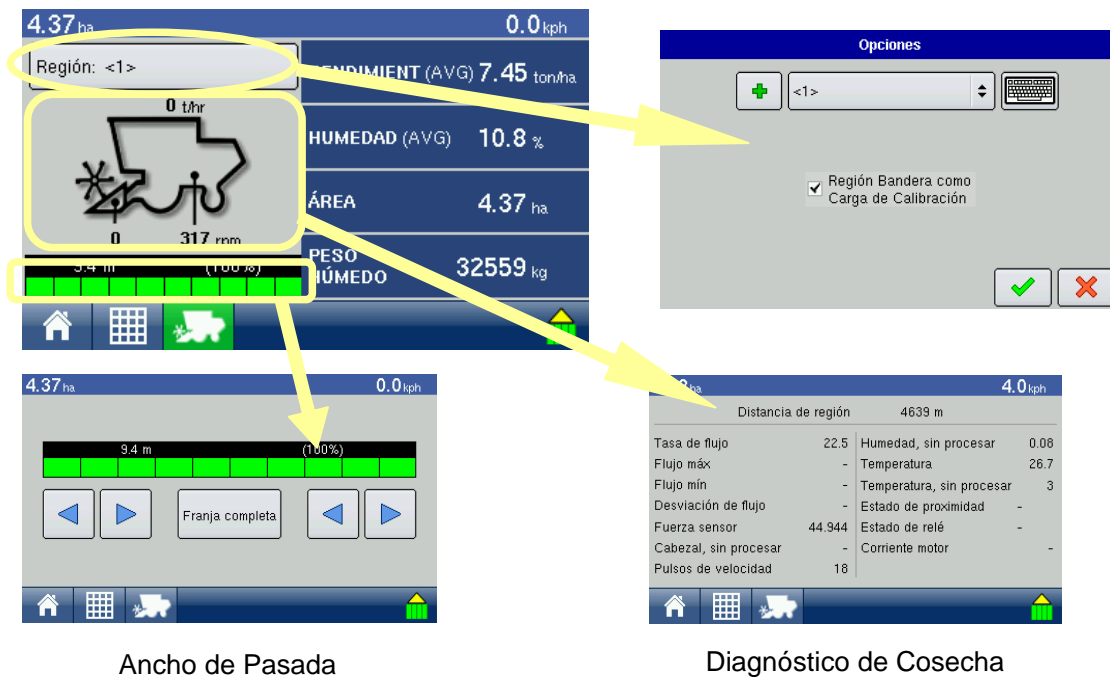 4.37 ha 0.0 kph
Región: <1>
(AVG) 7.45 ton/ha
0 t/hr
HUMEDAD (AVG) 10.8 %
ÁREA 4.37 ha
0 317 rpm
PESO
HÚMEDO 32559 kg
9.4 m (100%)
Opciones
<1>
Región Bandera como
Carga de Calibración
4.37 ha 0.0 kph
9.4 m (100%)
Franja completa
Ancho de Pasada
ha 4.0 kph
Distancia de región 4639 m
Tasa de flujo 22.5 Humedad, sin procesar 0.08
Flujo máx - Temperatura 26.7
Flujo mín - Temperatura, sin procesar 3
Desviación de flujo - Estado de proximidad -
Fuerza sensor 44.944 Estado de relé -
Cabezal, sin procesar - Corriente motor -
Pulsos de velocidad 18
Diagnóstico de Cosecha